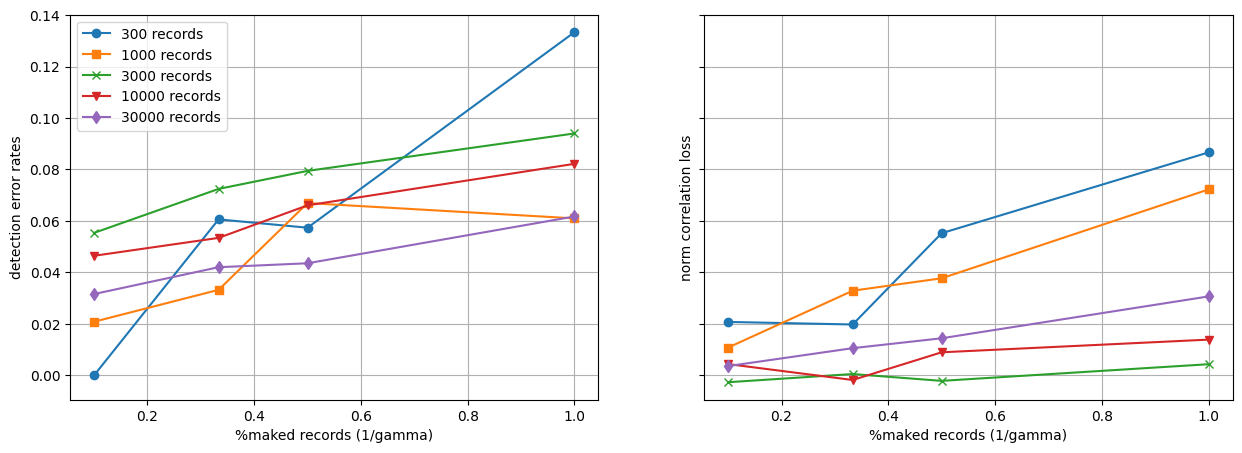 0.14
0.12
0.10
0.08
0.06
0.04
0.02
0.00
detection error rates
300 records
1000 records
3000 records
10000 records
30000 records
0.2 0.4 0.6 0.8 1.0
%maked records (1/gamma)
norm correlation loss
0.2 0.4 0.6 0.8 1.0
%maked records (1/gamma)